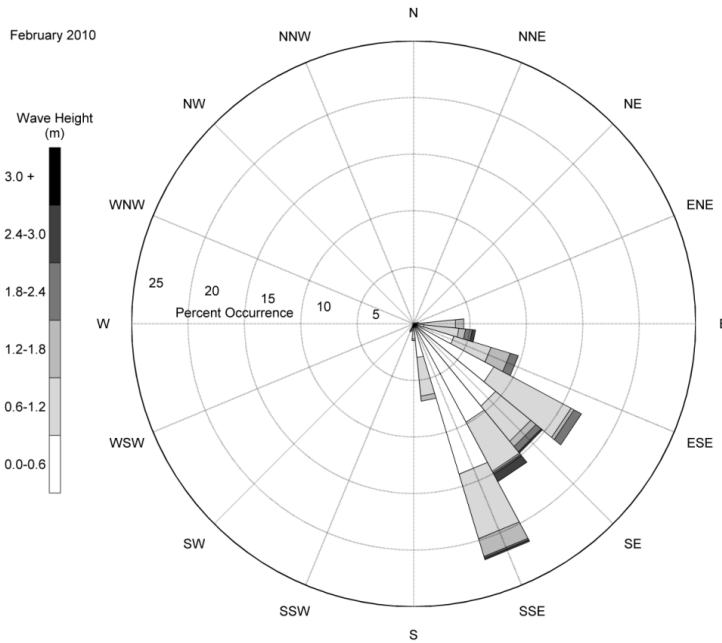 N
February 2010
NNW
NNE
NW
NE
Wave Height
(m)
3.0 +
WNW
ENE
2.4-3.0
1.8-2.4
25
20
15
10
5
Percent Occurrence
W
E
1.2-1.8
0.6-1.2
WSW
ESE
0.0-0.6
SW
SE
SSW
SSE
S